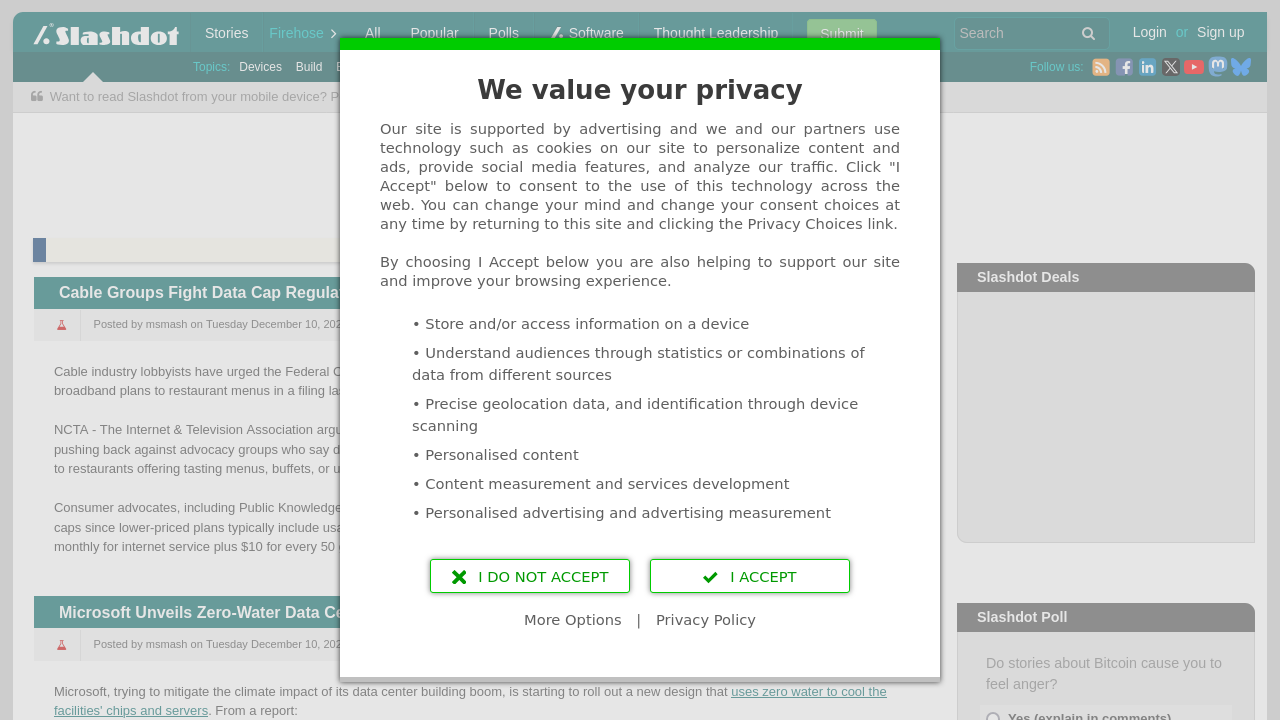 Slashdot Stories Firehose All Popular Polls Software Thought Leadership Submit Search Login or Sign up
Topics: Devices Build Follow us:
Want to read Slashdot from your mobile device? P
We value your privacy
Our site is supported by advertising and we and our partners use
technology such as cookies on our site to personalize content and
ads, provide social media features, and analyze our traffic. Click "I
Accept" below to consent to the use of this technology across the
web. You can change your mind and change your consent choices at
any time by returning to this site and clicking the Privacy Choices link.
By choosing I Accept below you are also helping to support our site
and improve your browsing experience.
• Store and/or access information on a device
• Understand audiences through statistics or combinations of
data from different sources
• Precise geolocation data, and identification through device
scanning
• Personalised content
• Content measurement and services development
• Personalised advertising and advertising measurement
I DO NOT ACCEPT I ACCEPT
More Options | Privacy Policy
Cable Groups Fight Data Cap Regula
Posted by msmash on Tuesday December 10, 202
Cable industry lobbyists have urged the Federal C
broadband plans to restaurant menus in a filing la
NCTA - The Internet & Television Association argu
pushing back against advocacy groups who say d
to restaurants offering tasting menus, buffets, or u
Consumer advocates, including Public Knowledge
caps since lower-priced plans typically include usa
monthly for internet service plus $10 for every 50
Microsoft Unveils Zero-Water Data Ce
Posted by msmash on Tuesday December 10, 202
Microsoft, trying to mitigate the climate impact of its data center building boom, is starting to roll out a new design that uses zero water to cool the
facilities' chips and servers. From a report:
Slashdot Deals
Slashdot Poll
Do stories about Bitcoin cause you to
feel anger?
Yes (explain in comments)